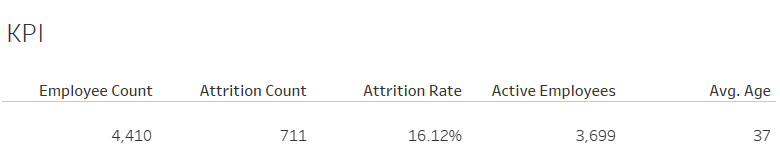 KPI
Employee Count Attrition Count Attrition Rate Active Employees Avg. Age
4,410 711 16.12% 3,699 37